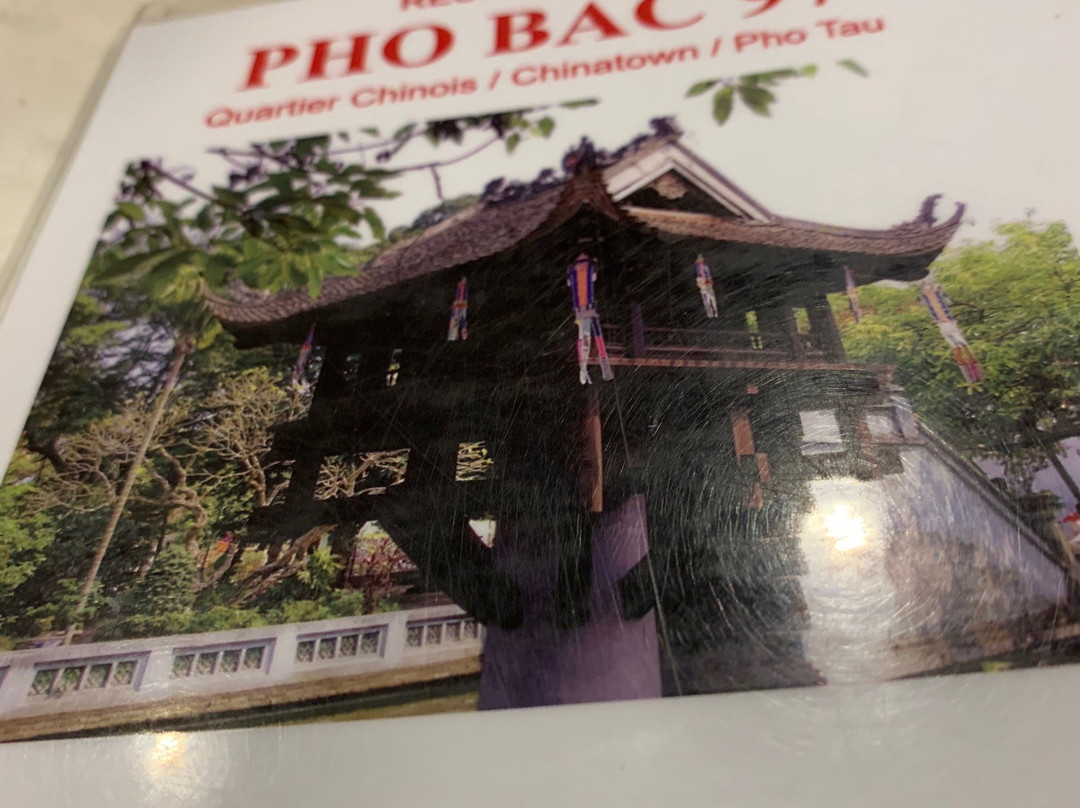 PHO BAC 97
Quartier Chinois / Chinatown / Pho Tau